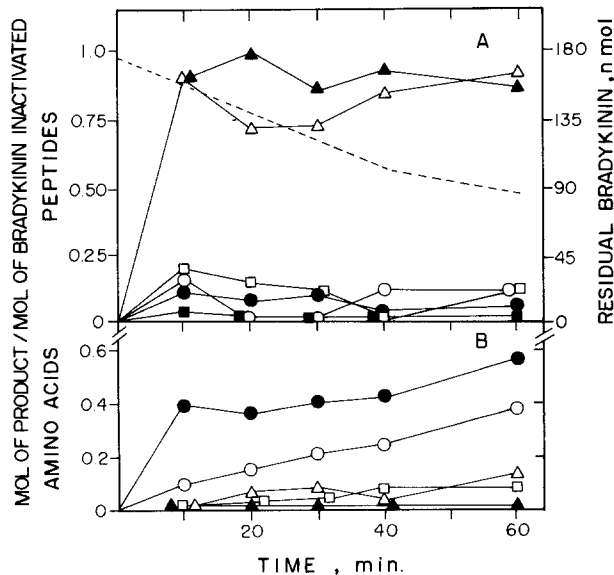 MOL OF PRODUCT / MOL OF BRADYKININ INACTIVATED
PEPTIDES
AMINO ACIDS
A
1.0
0.75
0.50
0.25
0
180
135
90
45
0
RESIDUAL BRADYKININ, nmol
B
0.6
0.4
0.2
0
20
40
60
TIME , min.